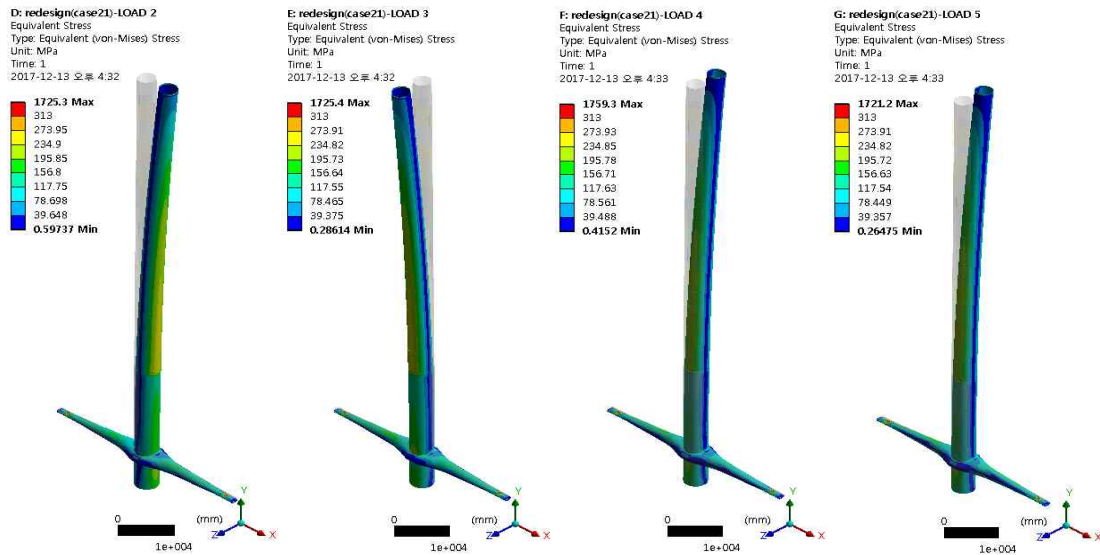 D: redesign(case21)-LOAD 2
Equivalent Stress
Type: Equivalent (von-Mises) Stress
Unit: MPa
Time: 1
2017-12-13 오후 4:32
1725.3 Max
313
273.95
234.9
195.85
156.8
117.75
78.698
39.648
0.59737 Min
0
(mm)
1e+004
Y
Z
X
E: redesign(case21)-LOAD 3
Equivalent Stress
Type: Equivalent (von-Mises) Stress
Unit: MPa
Time: 1
2017-12-13 오후 4:32
1725.4 Max
313
273.91
234.82
195.73
156.64
117.55
78.465
39.375
0.28614 Min
0
(mm)
1e+004
Y
Z
X
F: redesign(case21)-LOAD 4
Equivalent Stress
Type: Equivalent (von-Mises) Stress
Unit: MPa
Time: 1
2017-12-13 오후 4:33
1759.3 Max
313
273.93
234.85
195.78
156.71
117.63
78.561
39.488
0.4152 Min
0
(mm)
1e+004
Y
Z
X
G: redesign(case21)-LOAD 5
Equivalent Stress
Type: Equivalent (von-Mises) Stress
Unit: MPa
Time: 1
2017-12-13 오후 4:33
1721.2 Max
313
273.91
234.82
195.72
156.63
117.54
78.449
39.357
0.26475 Min
0
(mm)
1e+004
Y
Z
X